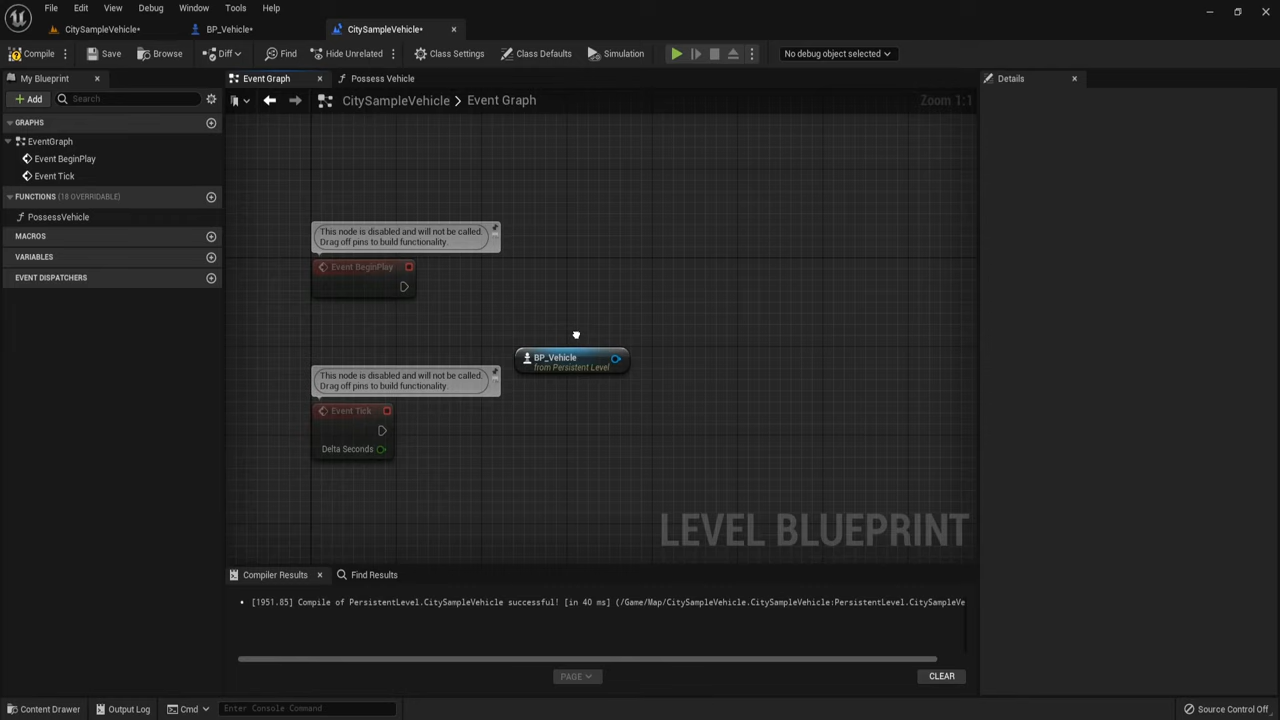 File Edit View Debug Window Tools Help
CitySampleVehicle• BP_Vehicle• CitySampleVehicle•
Compile Save Browse Diff Find Hide Unrelated Class Settings Class Defaults Simulation No debug object selected
My Blueprint
Event Graph
Possess Vehicle
Details
Add
Search
CitySampleVehicle > Event Graph
Zoom 1:1
GRAPHS
EventGraph
Event BeginPlay
Event Tick
FUNCTIONS (18 OVERRIDABLE)
PossessVehicle
MACROS
VARIABLES
EVENT DISPATCHERS
This node is disabled and will not be called.
Drag off pins to build functionality.
Event BeginPlay
BP_Vehicle
from Persistent Level
This node is disabled and will not be called.
Drag off pins to build functionality.
Event Tick
Delta Seconds
LEVEL BLUEPRINT
Compiler Results
Find Results
• [1951.85] Compile of PersistentLevel.CitySampleVehicle successful! [in 40 ms] (/Game/Map/CitySampleVehicle.CitySampleVehicle:PersistentLevel.CitySampleVe
PAGE
CLEAR
Content Drawer Output Log Cmd Enter Console Command Source Control Off